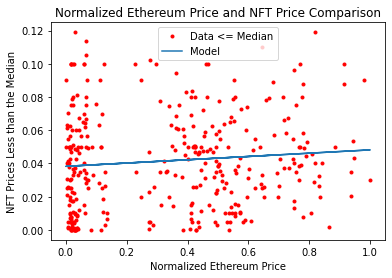 Normalized Ethereum Price and NFT Price Comparison
Data <= Median
Model
NFT Prices Less than the Median
0.12
0.10
0.08
0.06
0.04
0.02
0.00
0.0 0.2 0.4 0.6 0.8 1.0
Normalized Ethereum Price